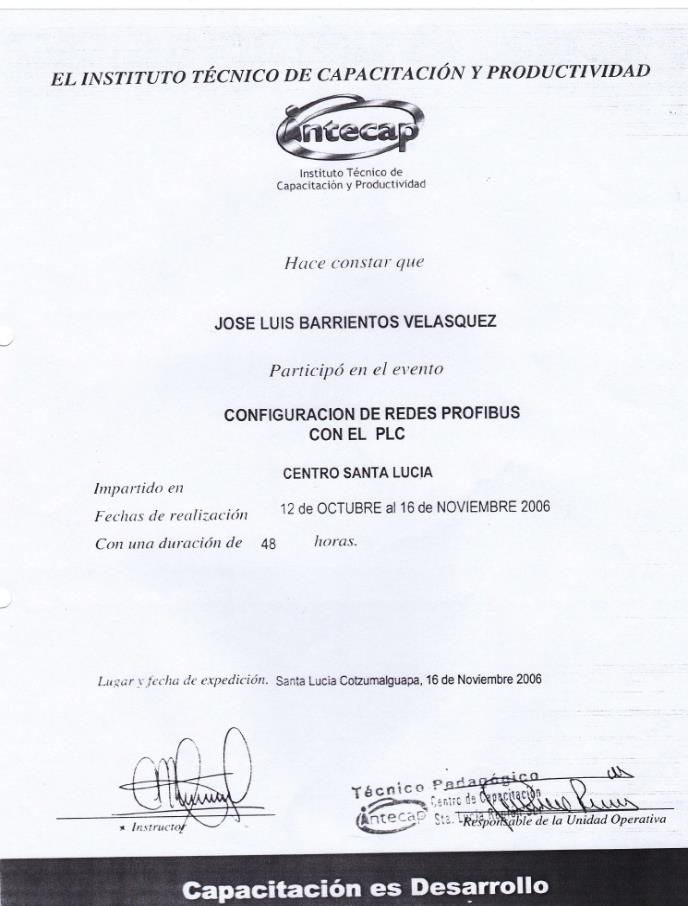 EL INSTITUTO TÉCNICO DE CAPACITACIÓN Y PRODUCTIVIDAD
intecap
Instituto Técnico de
Capacitación y Productividad
Hace constar que
JOSE LUIS BARRIENTOS VELASQUEZ
Participó en el evento
CONFIGURACION DE REDES PROFIBUS
CON EL PLC
Impartido en CENTRO SANTA LUCIA
Fechas de realización 12 de OCTUBRE al 16 de NOVIEMBRE 2006
Con una duración de 48 horas.
Lugar y fecha de expedición. Santa Lucia Cotzumalguapa, 16 de Noviembre 2006
Técnico Pedagógico
Centro de Capacitación
intecap Sta. Lucia
Instructor
Responsable de la Unidad Operativa
Capacitación es Desarrollo